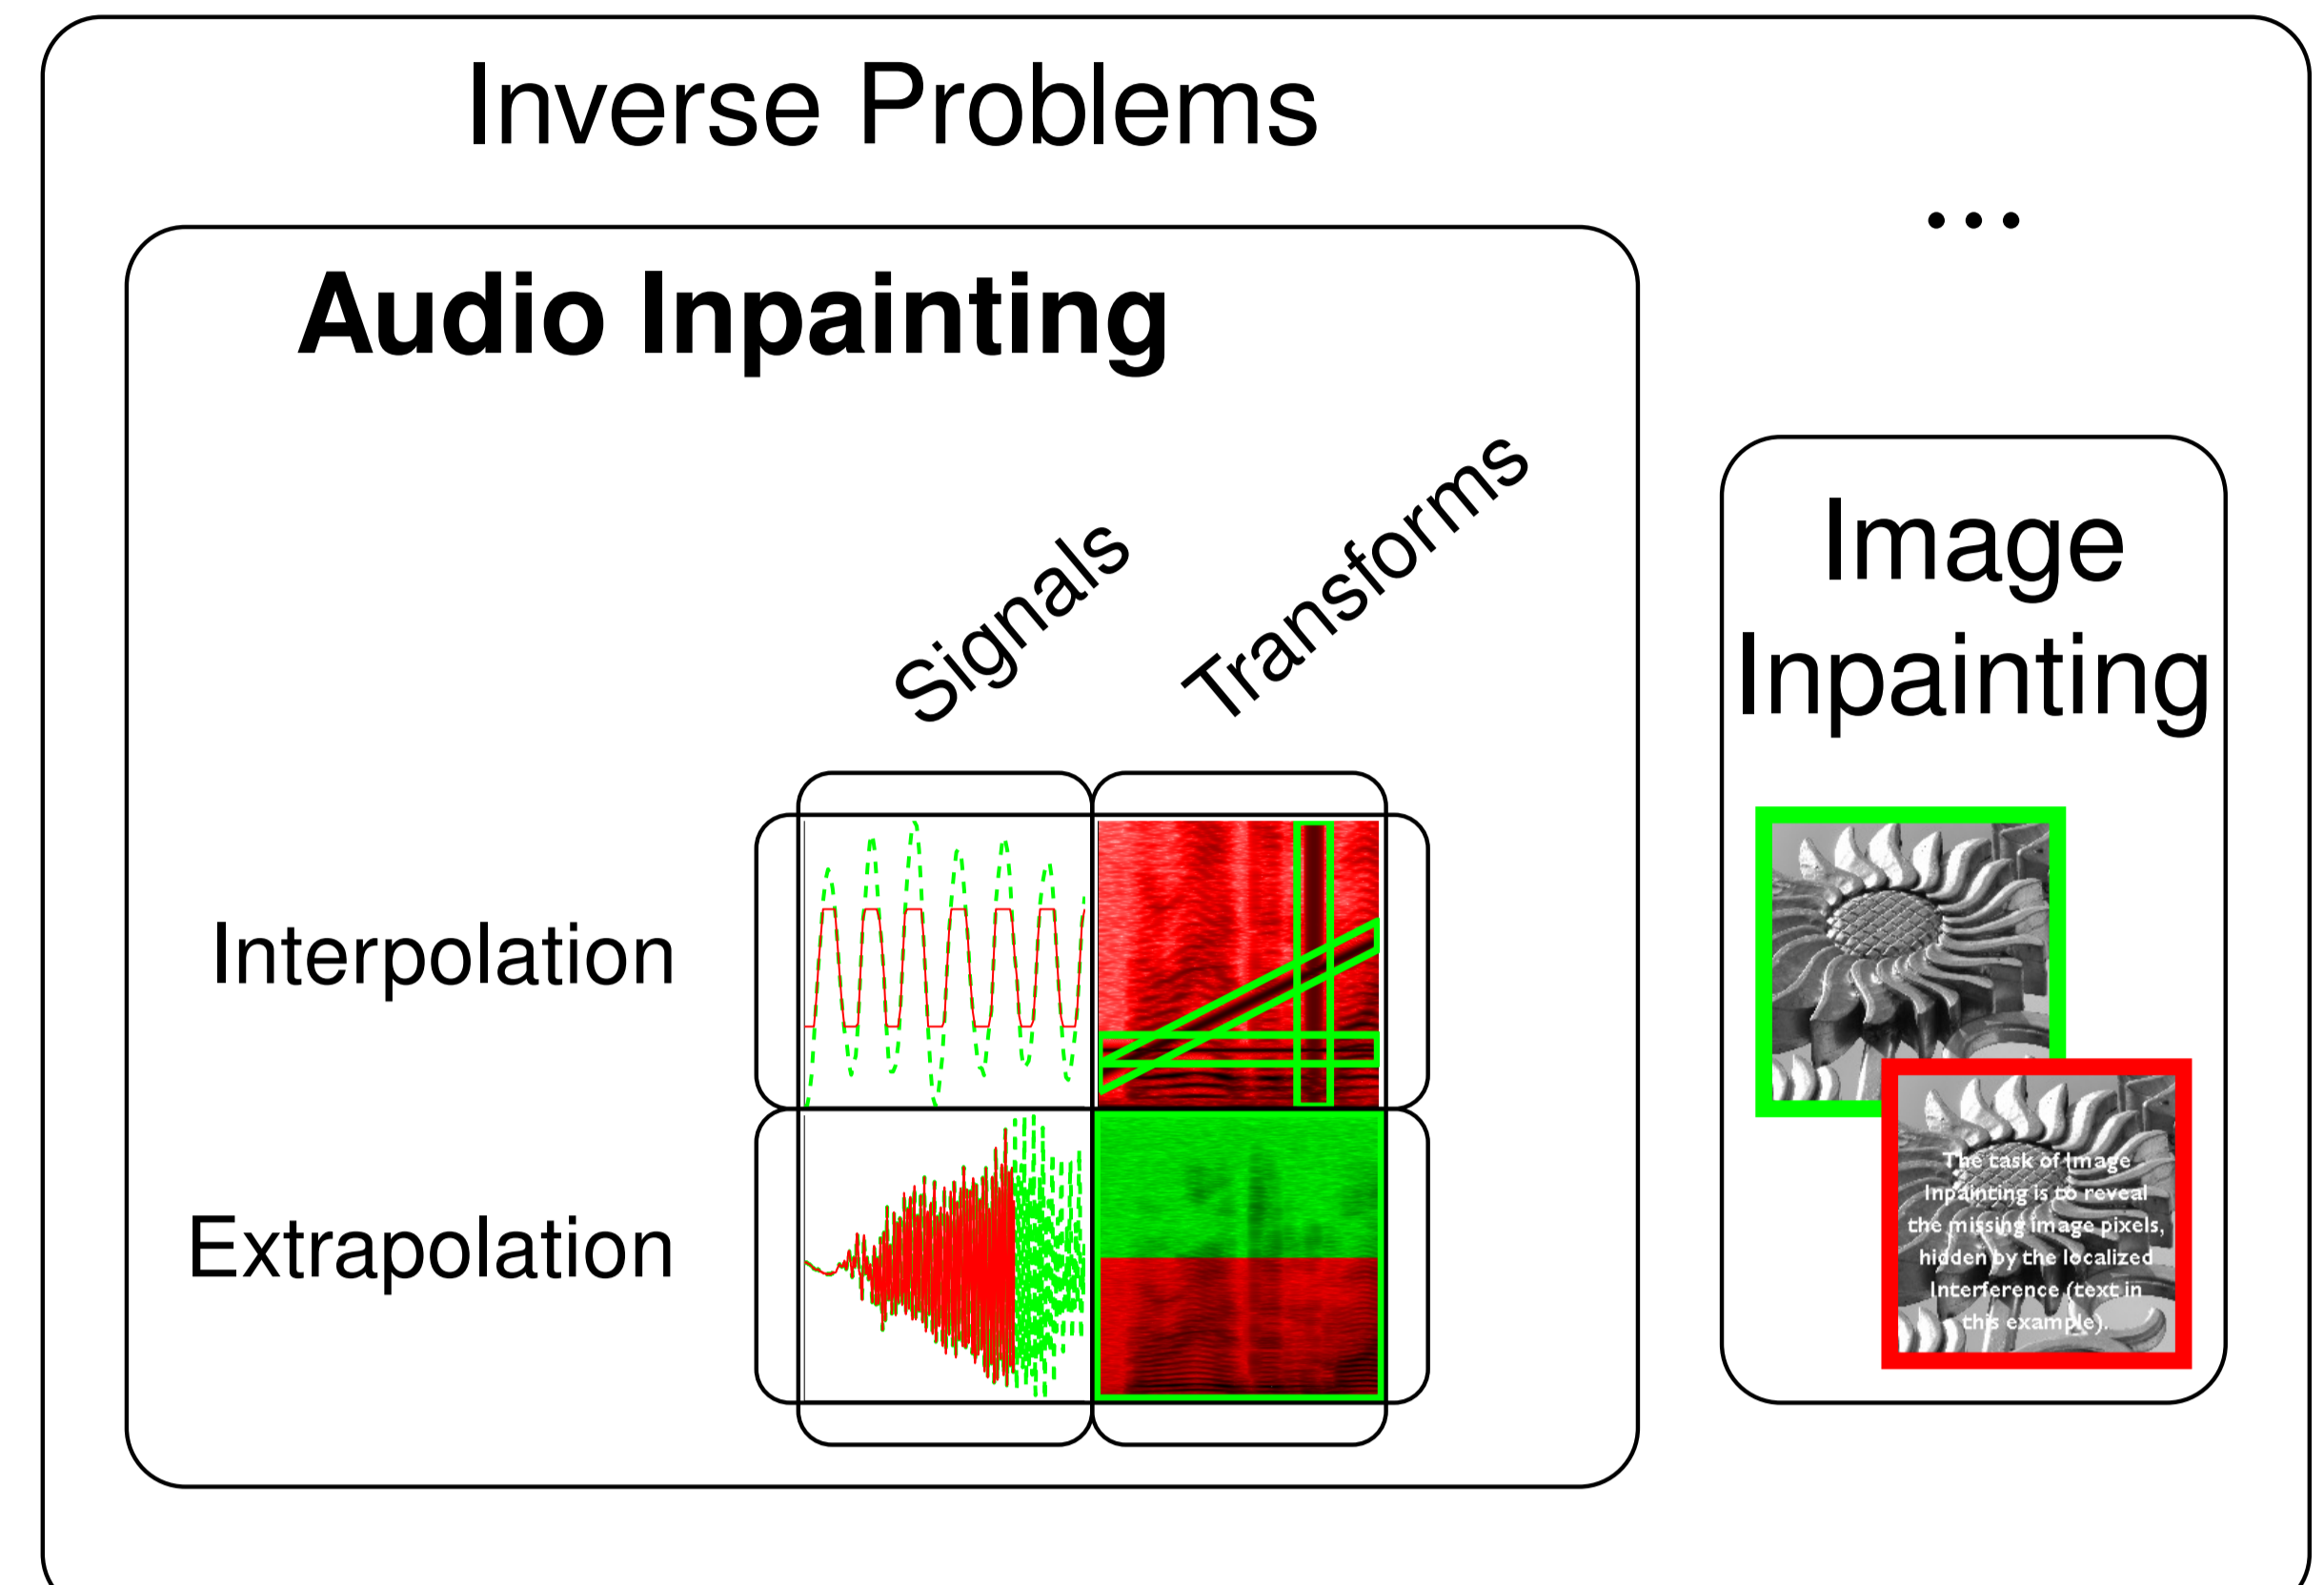 Inverse Problems
...
Audio Inpainting
Signals
Transforms
Interpolation
Extrapolation
Image
Inpainting
The task of Image
Inpainting is to reveal
the missing image pixels,
hidden by the localized
Interference (text in
this example).